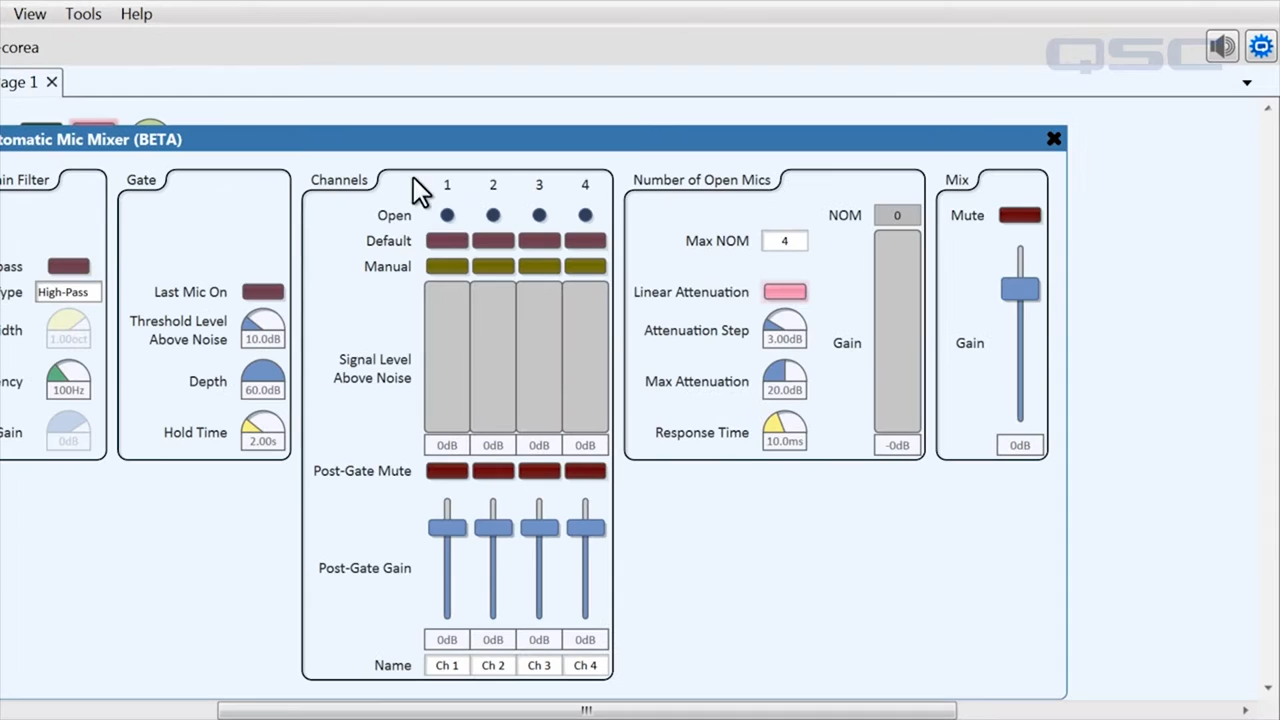 View Tools Help
-corea
QSC
age 1
tomatic Mic Mixer (BETA)
in Filter
pass
Type High-Pass
idth 1.00oct
ency 100Hz
Gain 0dB
Gate
Last Mic On
Threshold Level
Above Noise 10.0dB
Depth 60.0dB
Hold Time 2.00s
Channels 1 2 3 4
Open
Default
Manual
Signal Level
Above Noise
0dB 0dB 0dB 0dB
Post-Gate Mute
Post-Gate Gain
0dB 0dB 0dB 0dB
Name Ch 1 Ch 2 Ch 3 Ch 4
Number of Open Mics
NOM 0
Max NOM 4
Linear Attenuation
Attenuation Step 3.00dB
Gain
Max Attenuation 20.0dB
Response Time 10.0ms
-0dB
Mix
Mute
Gain
0dB